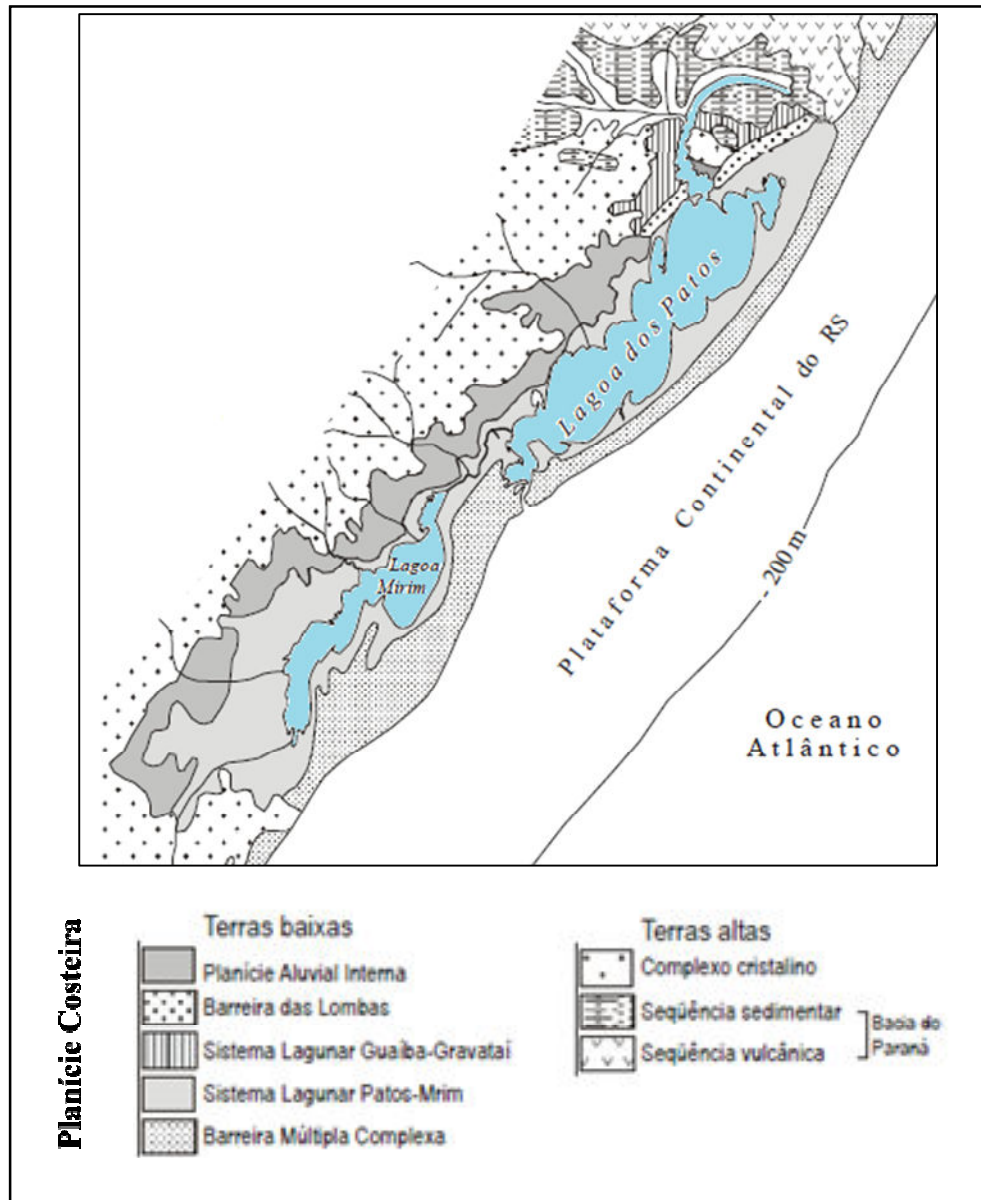 Lagoa dos Patos
Lagoa
Mirim
Plataforma Continental do RS
- 200 m
Oceano
Atlântico
Planície Costeira
Terras baixas
Planície Aluvial Interna
Barreira das Lombas
Sistema Lagunar Guaíba-Gravataí
Sistema Lagunar Patos-Mrim
Barreira Múltipla Complexa
Terras altas
Complexo cristalino
Seqüência sedimentar
Seqüência vulcânica
Bacia do
Paraná